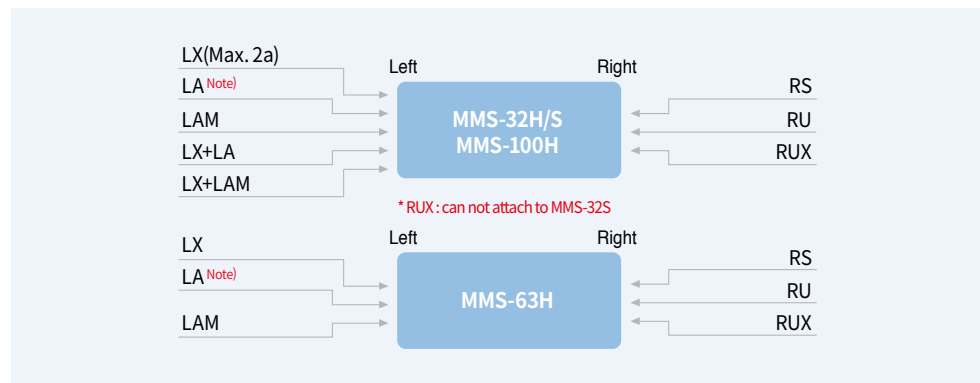 LX(Max. 2a)
LA Note)
LAM
LX+LA
LX+LAM
Left
Right
MMS-32H/S
MMS-100H
RS
RU
RUX
* RUX : can not attach to MMS-32S
LX
LA Note)
LAM
Left
Right
MMS-63H
RS
RU
RUX